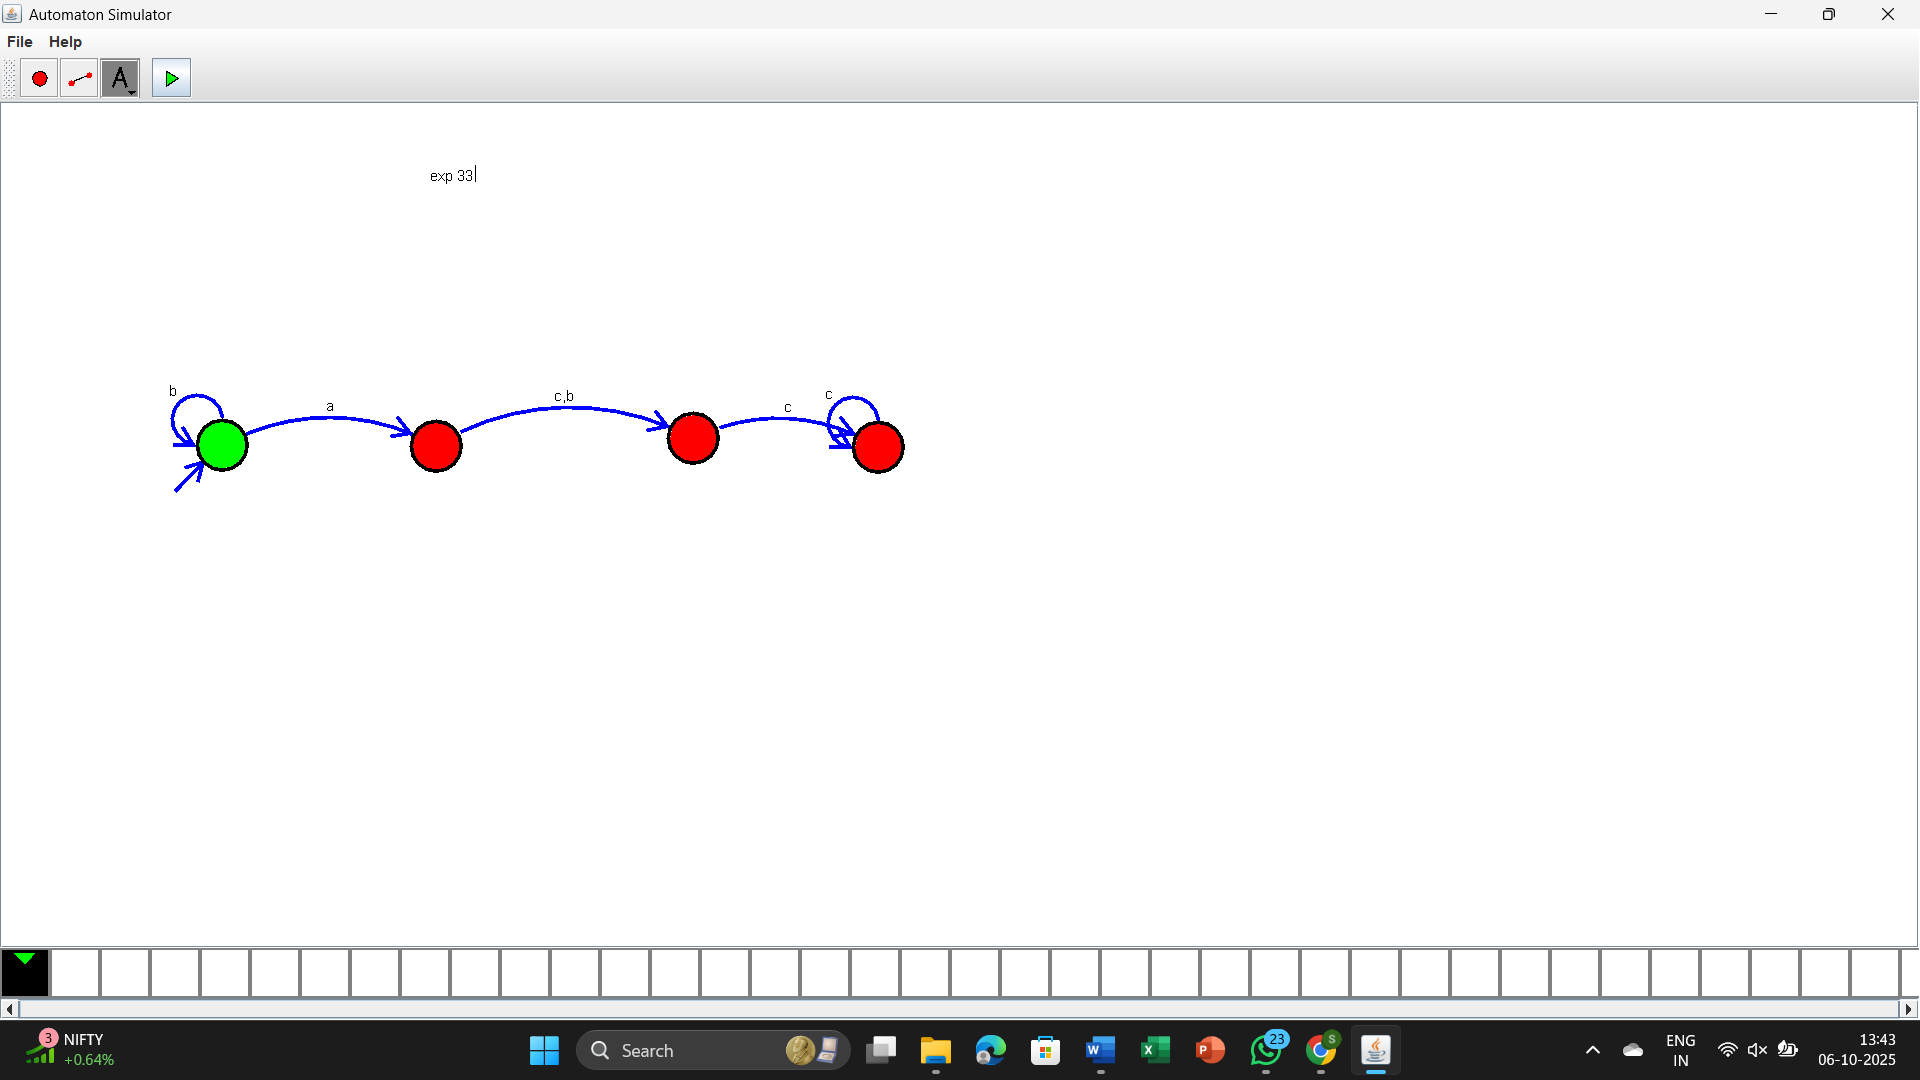 Automaton Simulator
File Help
A
exp 33
b
a
c,b
c
c
3
NIFTY
+0.64%
Search
W
X
P
23
S
ENG
IN
13:43
06-10-2025